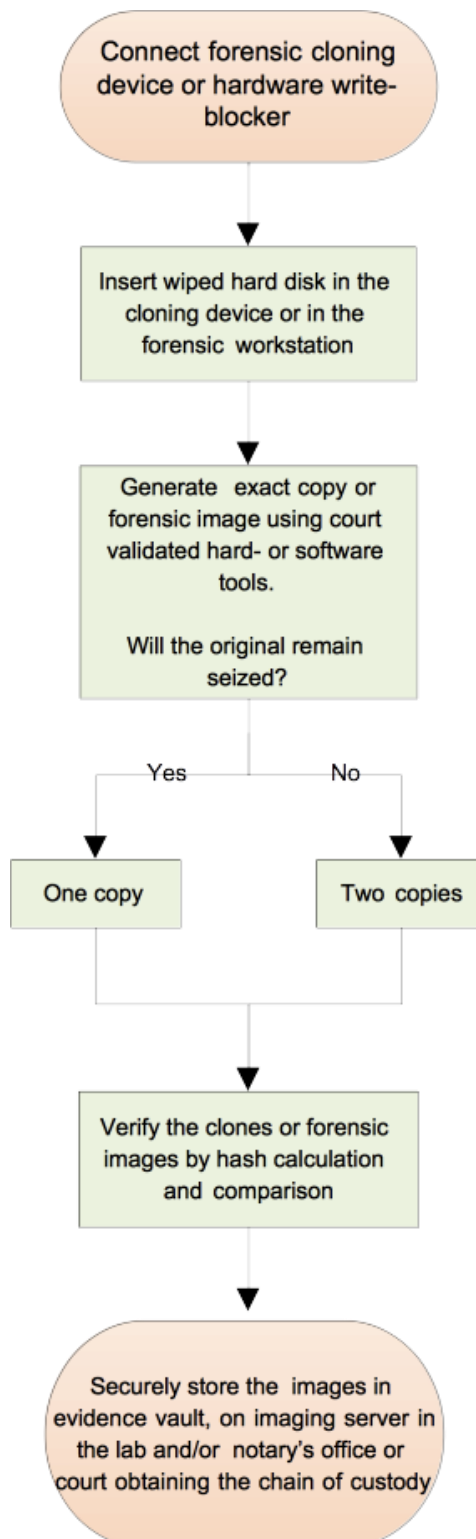 Connect forensic cloning
device or hardware write-
blocker
Insert wiped hard disk in the
cloning device or in the
forensic workstation
Generate exact copy or
forensic image using court
validated hard- or software
tools.
Will the original remain
seized?
Yes
No
One copy
Two copies
Verify the clones or forensic
images by hash calculation
and comparison
Securely store the images in
evidence vault, on imaging server in
the lab and/or notary's office or
court obtaining the chain of custody